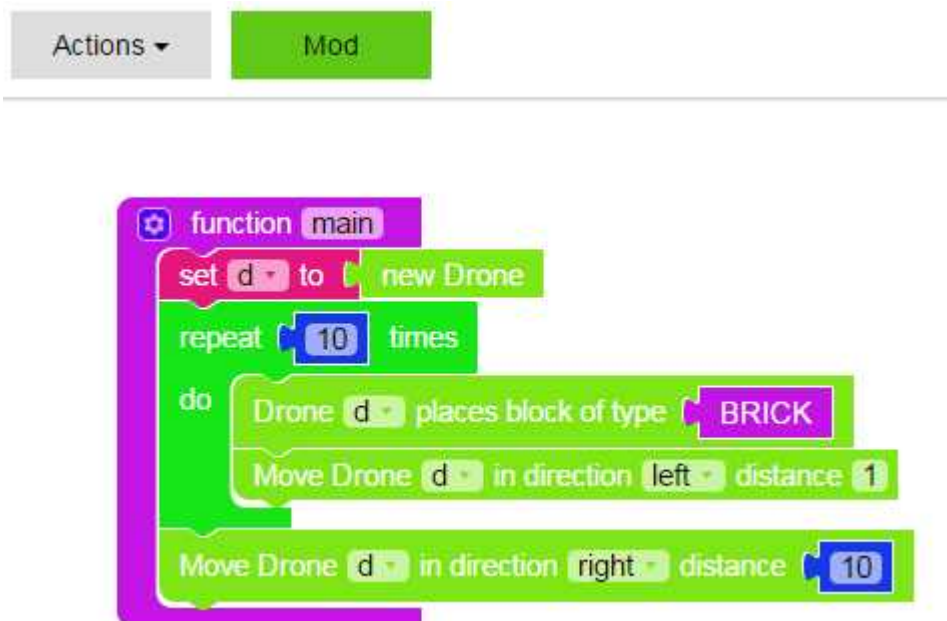 Actions Mod
function main
set d to new Drone
repeat 10 times
do
Drone d places block of type BRICK
Move Drone d in direction left distance 1
Move Drone d in direction right distance 10